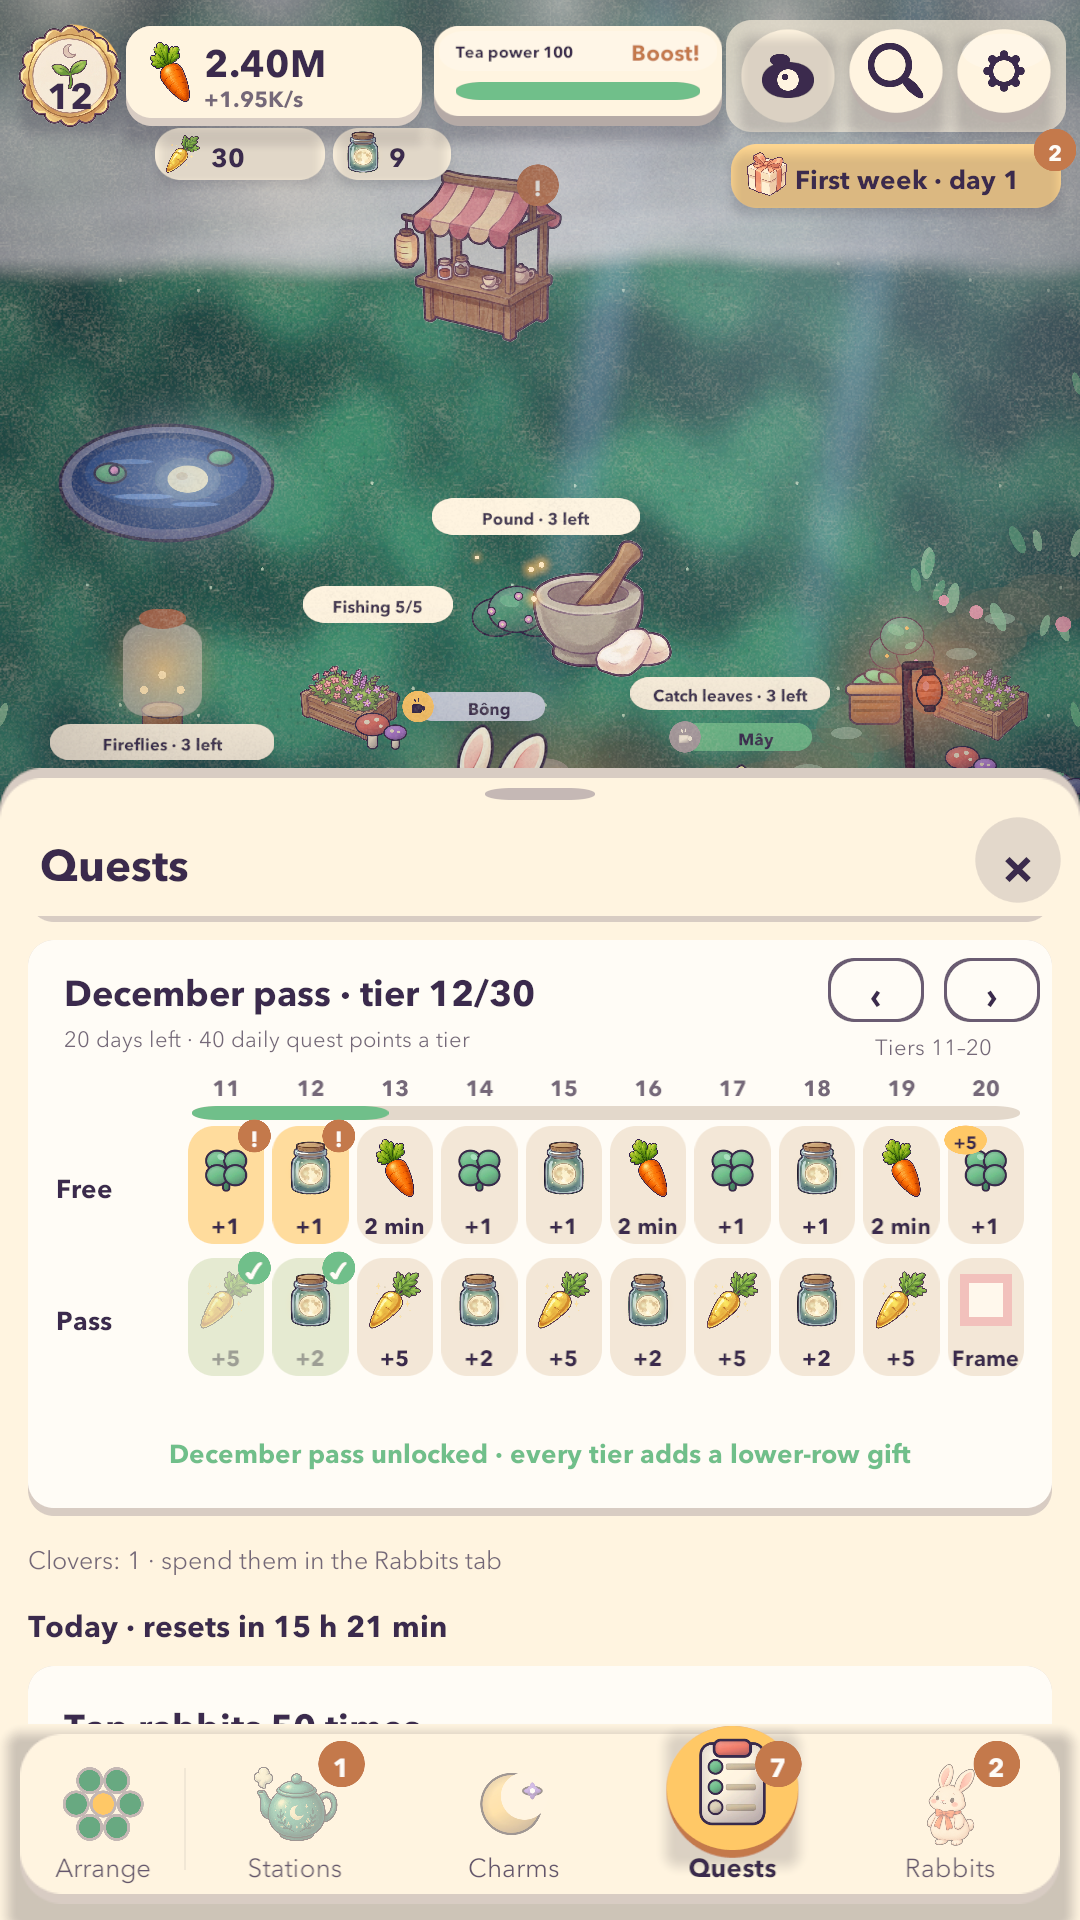 12
2.40M
+1.95K/s
Tea power 100
Boost!
30
9
First week · day 1
2
!
Pound · 3 left
Fishing 5/5
Catch leaves · 3 left
Bông
Mây
Fireflies · 3 left
Quests
×
December pass · tier 12/30
‹ ›
20 days left · 40 daily quest points a tier
Tiers 11–20
11 12 13 14 15 16 17 18 19 20
! ! +5
Free
+1 +1 2 min +1 +1 2 min +1 +1 2 min +1
Pass
+5 +2 +5 +2 +5 +2 +5 +2 +5 Frame
December pass unlocked · every tier adds a lower-row gift
Clovers: 1 · spend them in the Rabbits tab
Today · resets in 15 h 21 min
Tap rabbits 50 times
1
7
2
Arrange
Stations
Charms
Quests
Rabbits